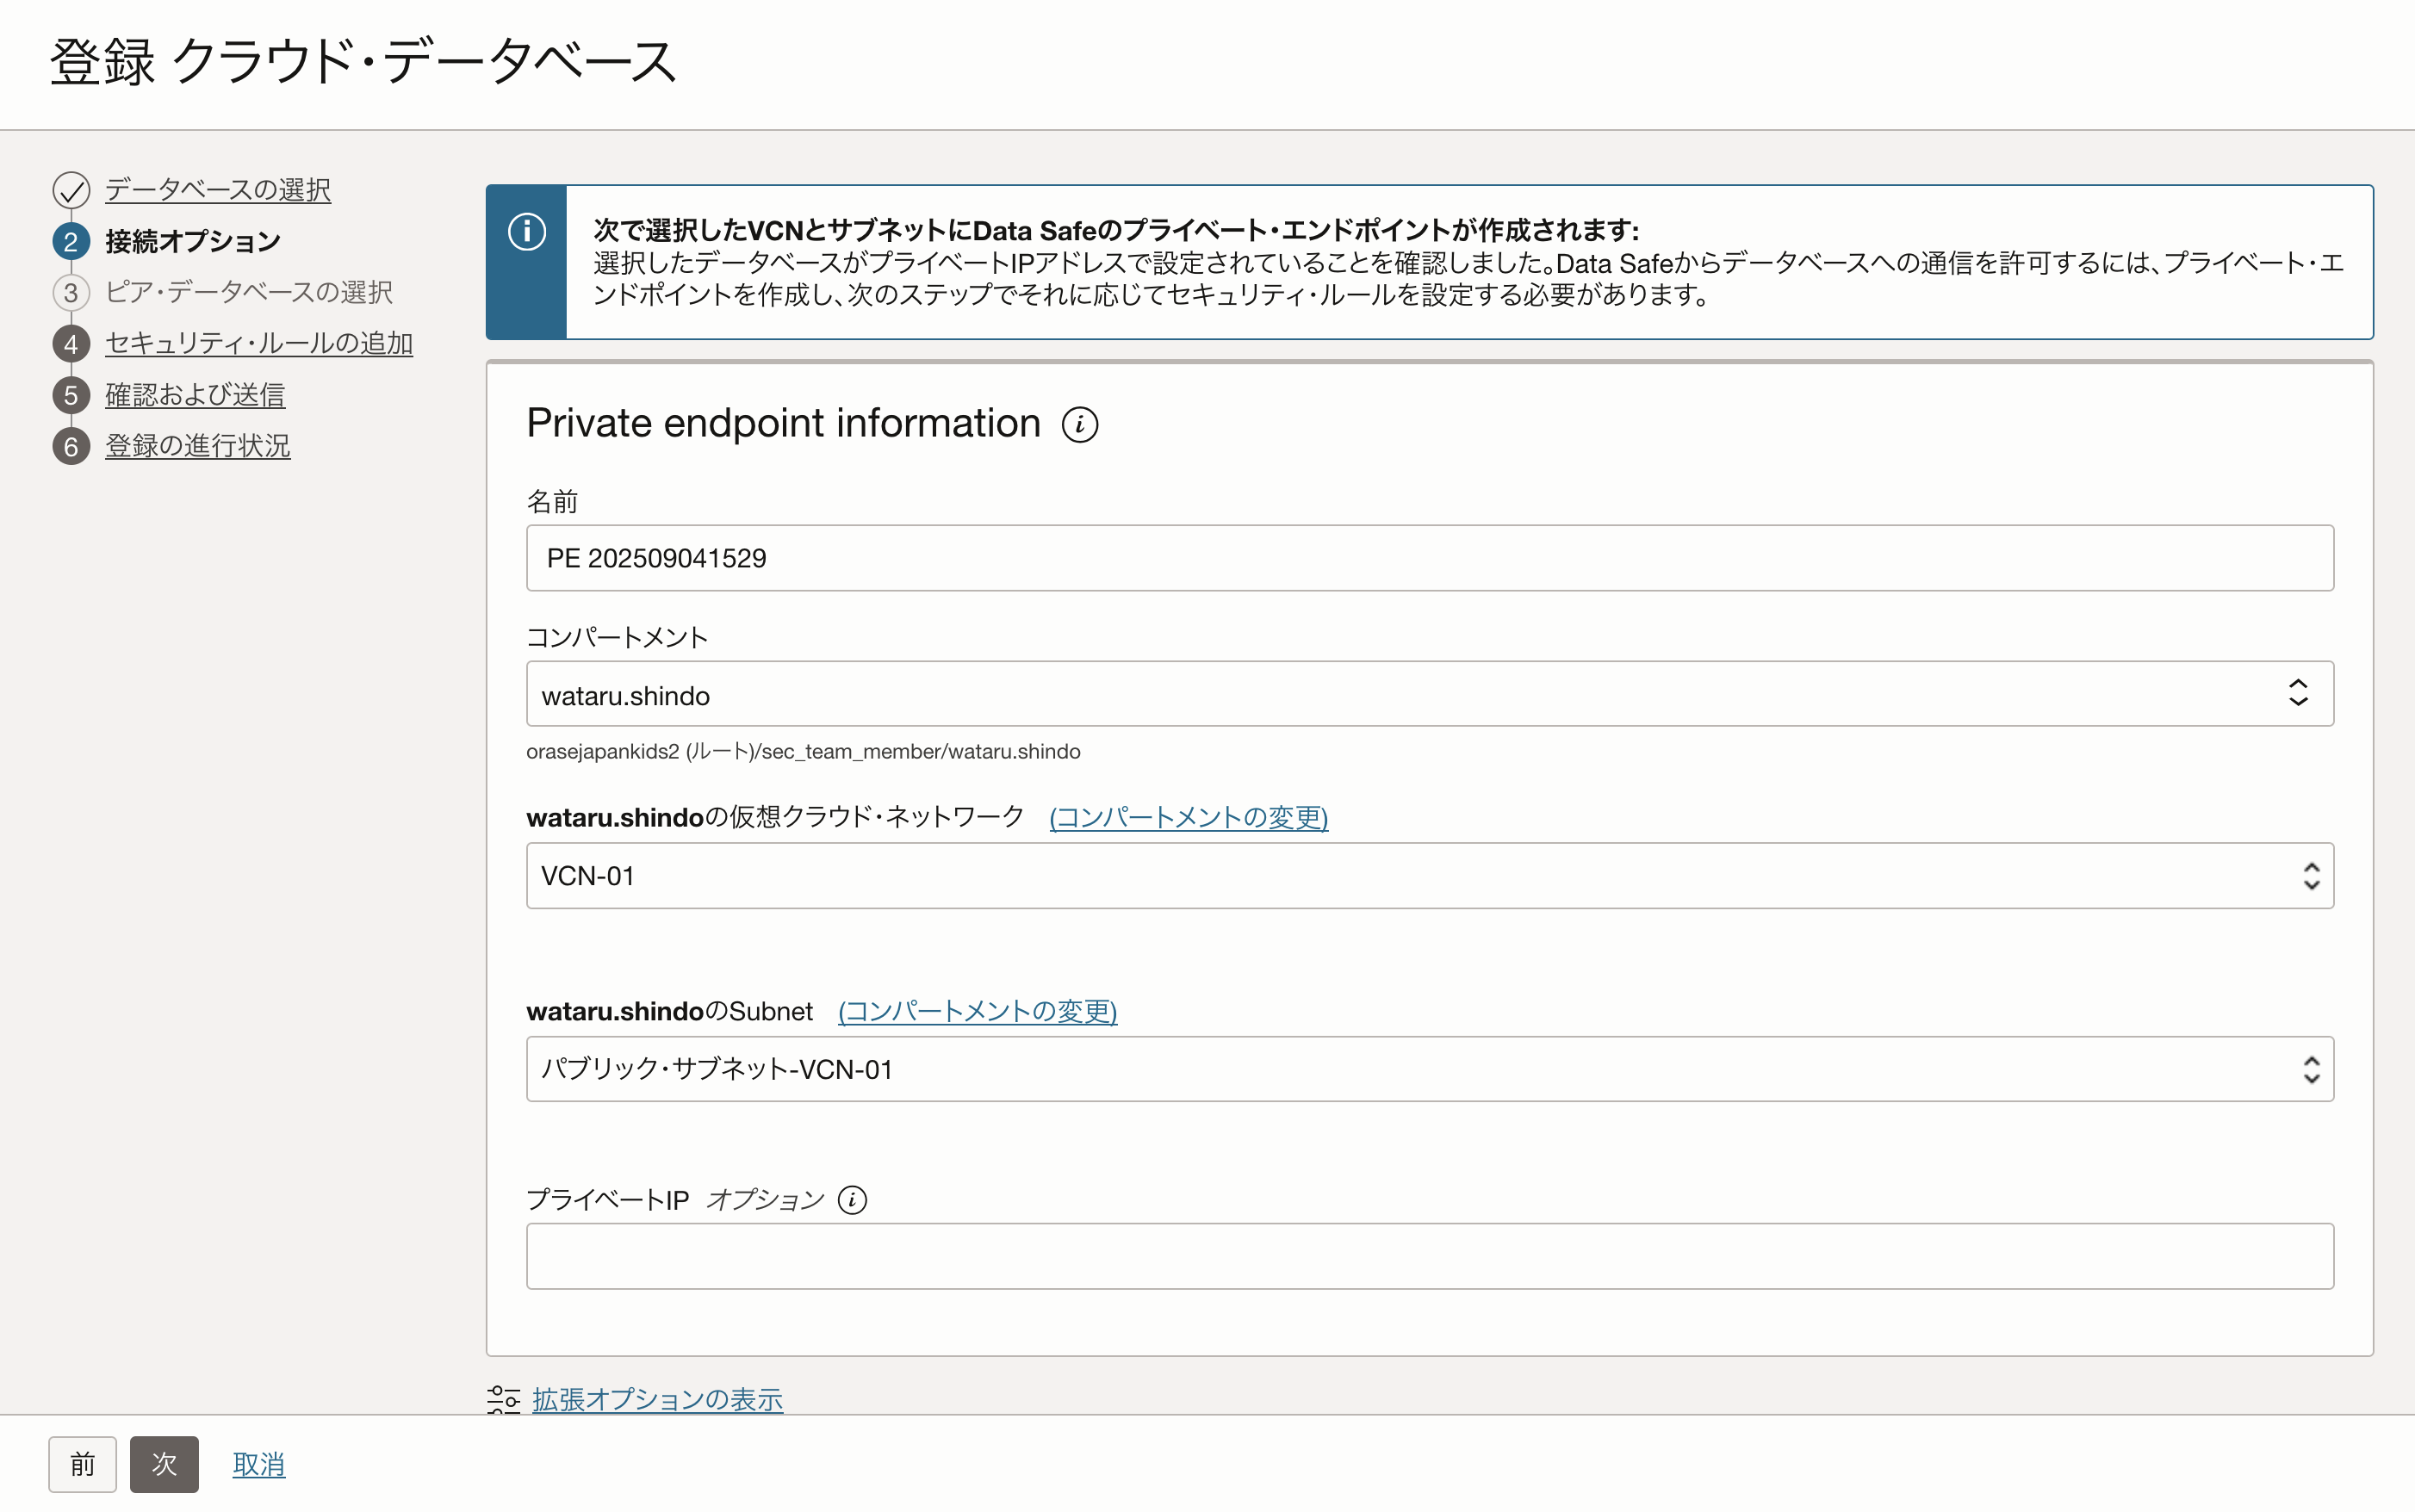 登録 クラウド・データベース
データベースの選択
2 接続オプション
3 ピア・データベースの選択
4 セキュリティ・ルールの追加
5 確認および送信
6 登録の進行状況
次で選択したVCNとサブネットにData Safeのプライベート・エンドポイントが作成されます:
選択したデータベースがプライベートIPアドレスで設定されていることを確認しました。Data Safeからデータベースへの通信を許可するには、プライベート・エ
ンドポイントを作成し、次のステップでそれに応じてセキュリティ・ルールを設定する必要があります。
Private endpoint information
名前
PE 202509041529
コンパートメント
wataru.shindo
orasejapankids2 (ルート)/sec_team_member/wataru.shindo
wataru.shindoの仮想クラウド・ネットワーク (コンパートメントの変更)
VCN-01
wataru.shindoのSubnet (コンパートメントの変更)
パブリック・サブネット-VCN-01
プライベートIP オプション
拡張オプションの表示
前 次 取消